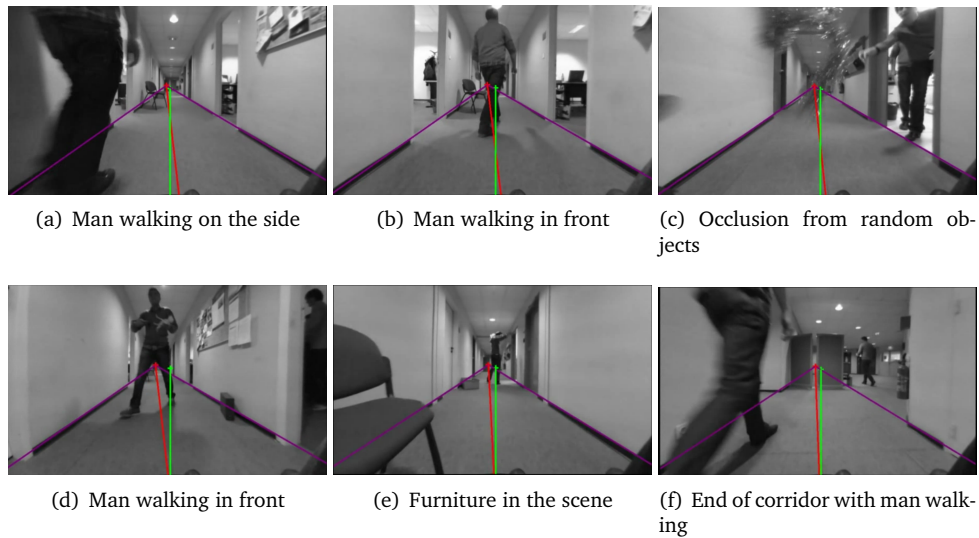 (a) Man walking on the side
(b) Man walking in front
(c) Occlusion from random ob-
jects
(d) Man walking in front
(e) Furniture in the scene
(f) End of corridor with man walk-
ing